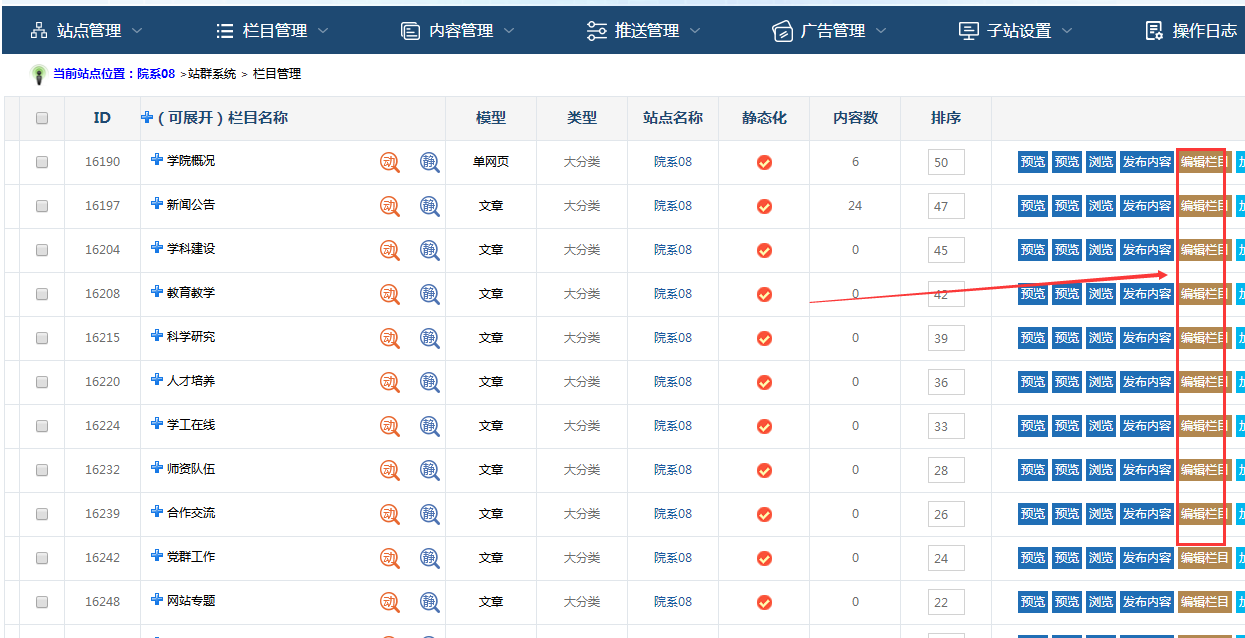 站点管理 栏目管理 内容管理 推送管理 广告管理 子站设置 操作日志
当前站点位置：院系08 >站群系统 > 栏目管理
ID （可展开）栏目名称 模型 类型 站点名称 静态化 内容数 排序
16190 学院概况 动 静 单网页 大分类 院系08 6 50 预览 预览 浏览 发布内容 编辑栏目
16197 新闻公告 动 静 文章 大分类 院系08 24 47 预览 预览 浏览 发布内容 编辑栏目
16204 学科建设 动 静 文章 大分类 院系08 0 45 预览 预览 浏览 发布内容 编辑栏目
16208 教育教学 动 静 文章 大分类 院系08 0 42 预览 预览 浏览 发布内容 编辑栏目
16215 科学研究 动 静 文章 大分类 院系08 0 39 预览 预览 浏览 发布内容 编辑栏目
16220 人才培养 动 静 文章 大分类 院系08 0 36 预览 预览 浏览 发布内容 编辑栏目
16224 学工在线 动 静 文章 大分类 院系08 0 33 预览 预览 浏览 发布内容 编辑栏目
16232 师资队伍 动 静 文章 大分类 院系08 0 28 预览 预览 浏览 发布内容 编辑栏目
16239 合作交流 动 静 文章 大分类 院系08 0 26 预览 预览 浏览 发布内容 编辑栏目
16242 党群工作 动 静 文章 大分类 院系08 0 24 预览 预览 浏览 发布内容 编辑栏目
16248 网站专题 动 静 文章 大分类 院系08 0 22 预览 预览 浏览 发布内容 编辑栏目